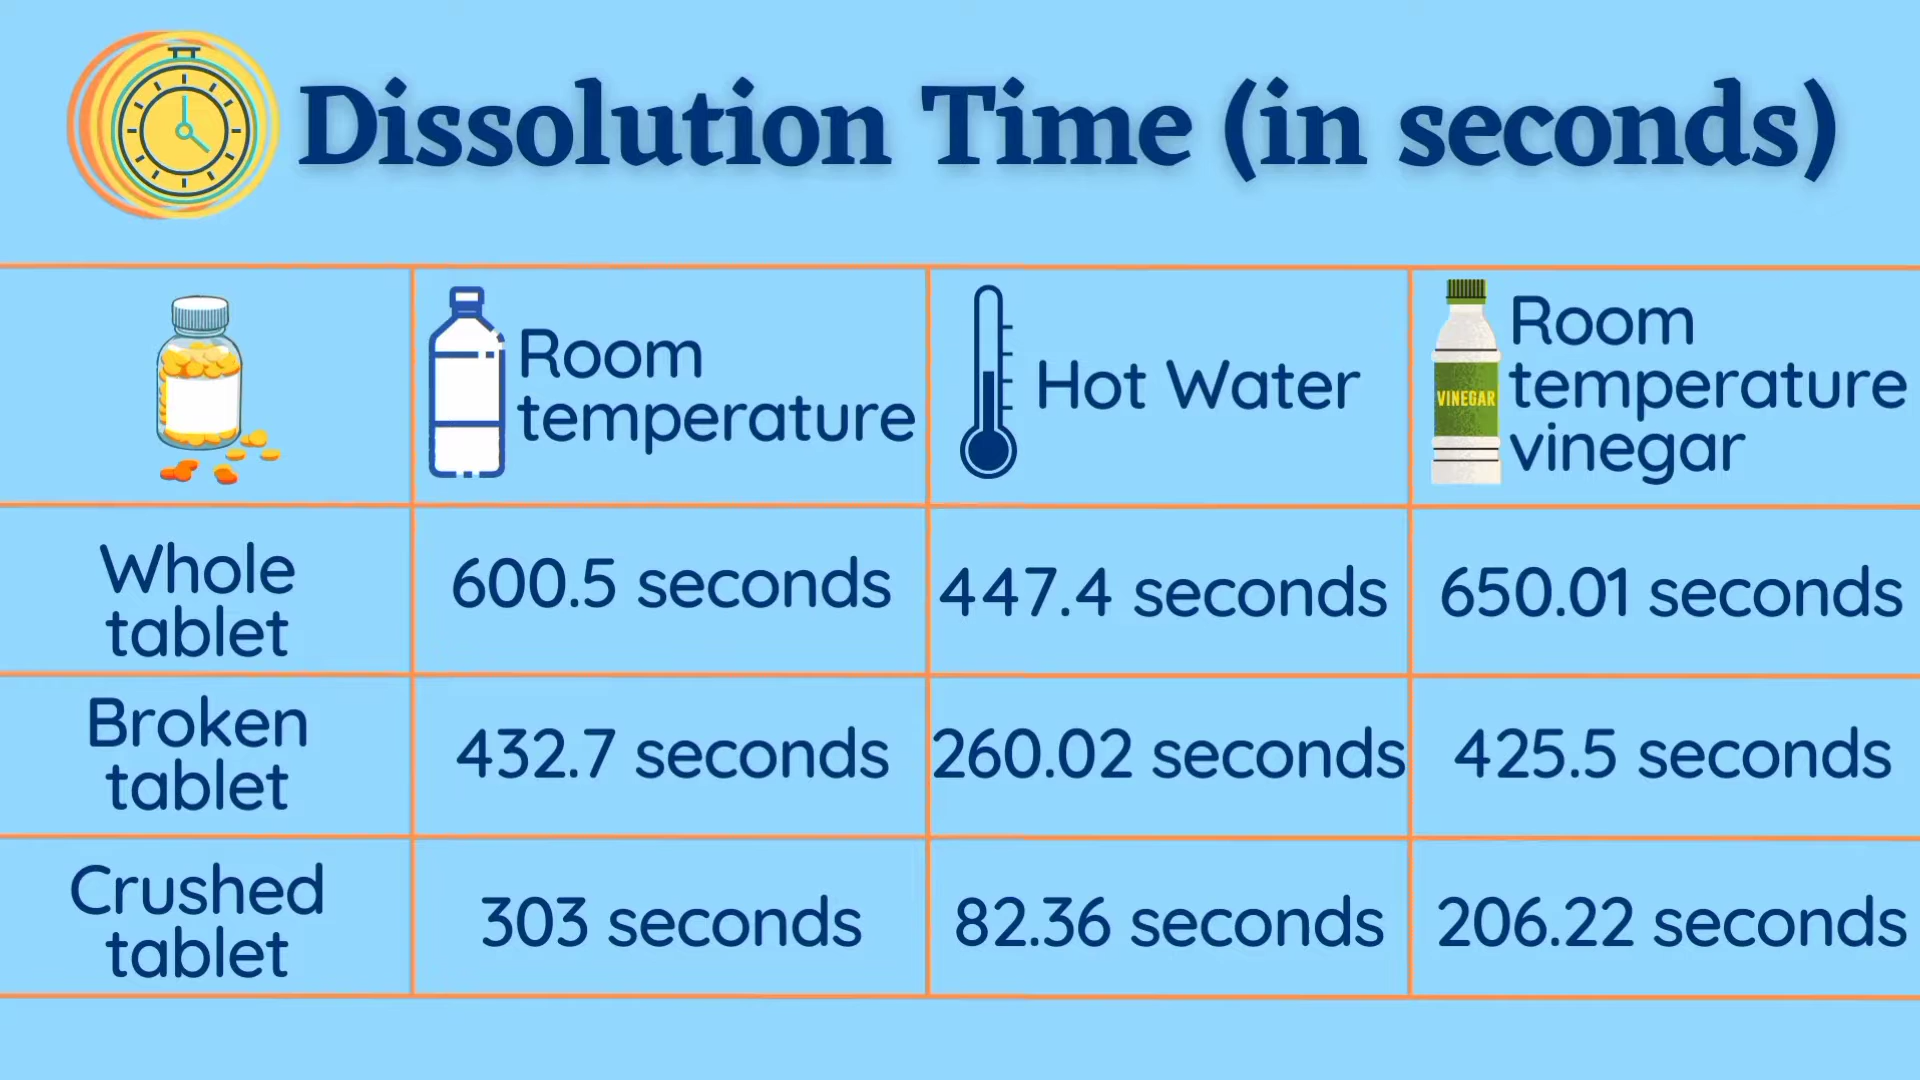 Dissolution Time (in seconds)
Room
temperature
Hot Water
VINEGAR
Room
temperature
vinegar
Whole
tablet
600.5 seconds
447.4 seconds
650.01 seconds
Broken
tablet
432.7 seconds
260.02 seconds
425.5 seconds
Crushed
tablet
303 seconds
82.36 seconds
206.22 seconds